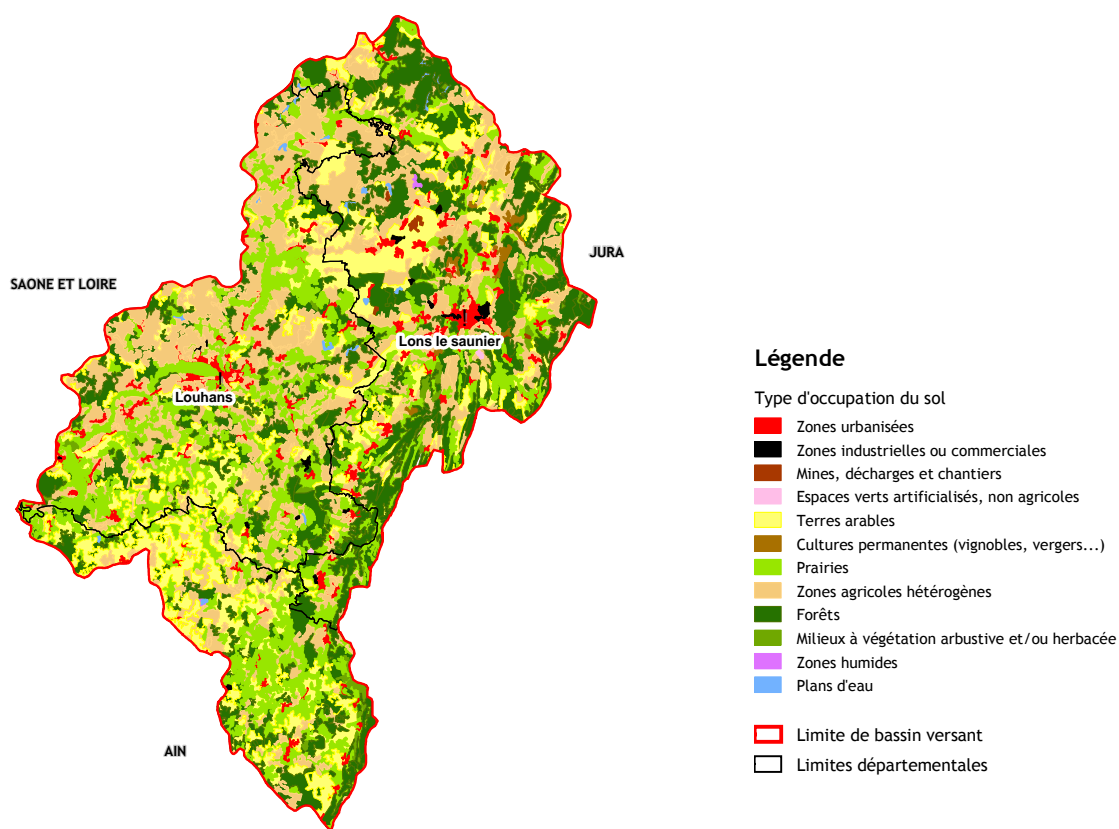 SAONE ET LOIRE
JURA
Lons le saunier
Louhans
AIN
Légende
Type d'occupation du sol
Zones urbanisées
Zones industrielles ou commerciales
Mines, décharges et chantiers
Espaces verts artificialisés, non agricoles
Terres arables
Cultures permanentes (vignobles, vergers...)
Prairies
Zones agricoles hétérogènes
Forêts
Milieux à végétation arbustive et/ou herbacée
Zones humides
Plans d'eau
Limite de bassin versant
Limites départementales